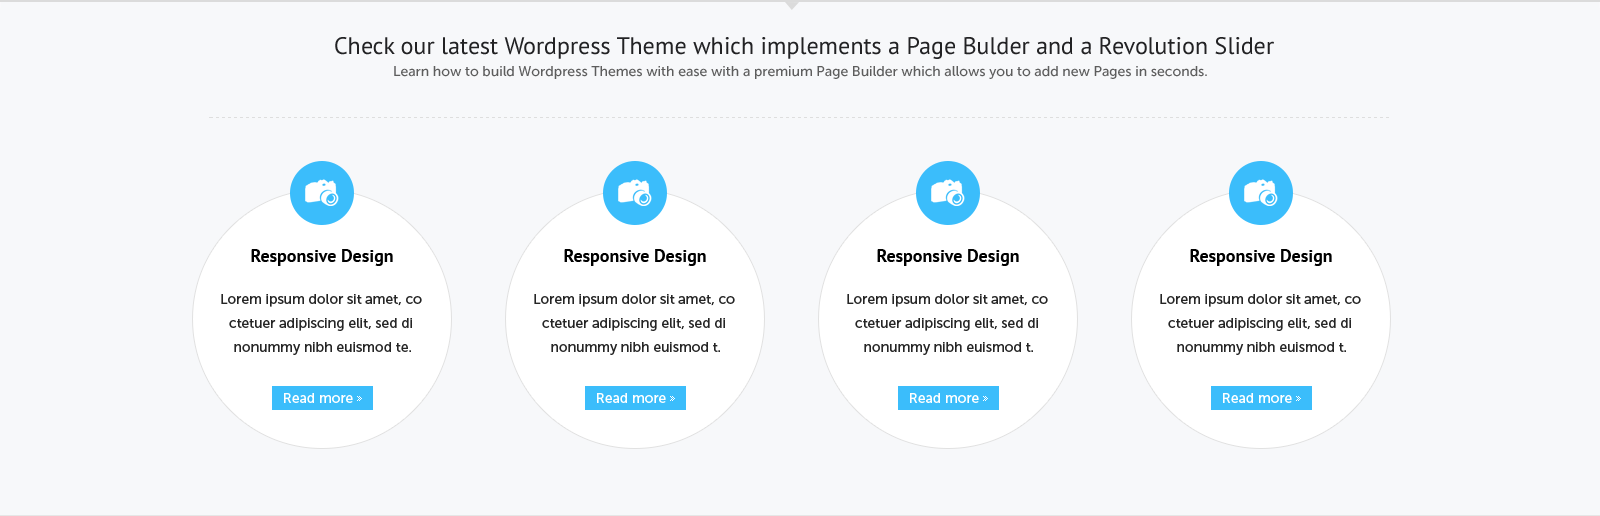 Check our latest Wordpress Theme which implements a Page Bulder and a Revolution Slider
Learn how to build Wordpress Themes with ease with a premium Page Builder which allows you to add new Pages in seconds.
Responsive Design
Lorem ipsum dolor sit amet, co
ctetuer adipiscing elit, sed di
nonummy nibh euismod te.
Read more »
Responsive Design
Lorem ipsum dolor sit amet, co
ctetuer adipiscing elit, sed di
nonummy nibh euismod t.
Read more »
Responsive Design
Lorem ipsum dolor sit amet, co
ctetuer adipiscing elit, sed di
nonummy nibh euismod t.
Read more »
Responsive Design
Lorem ipsum dolor sit amet, co
ctetuer adipiscing elit, sed di
nonummy nibh euismod t.
Read more »